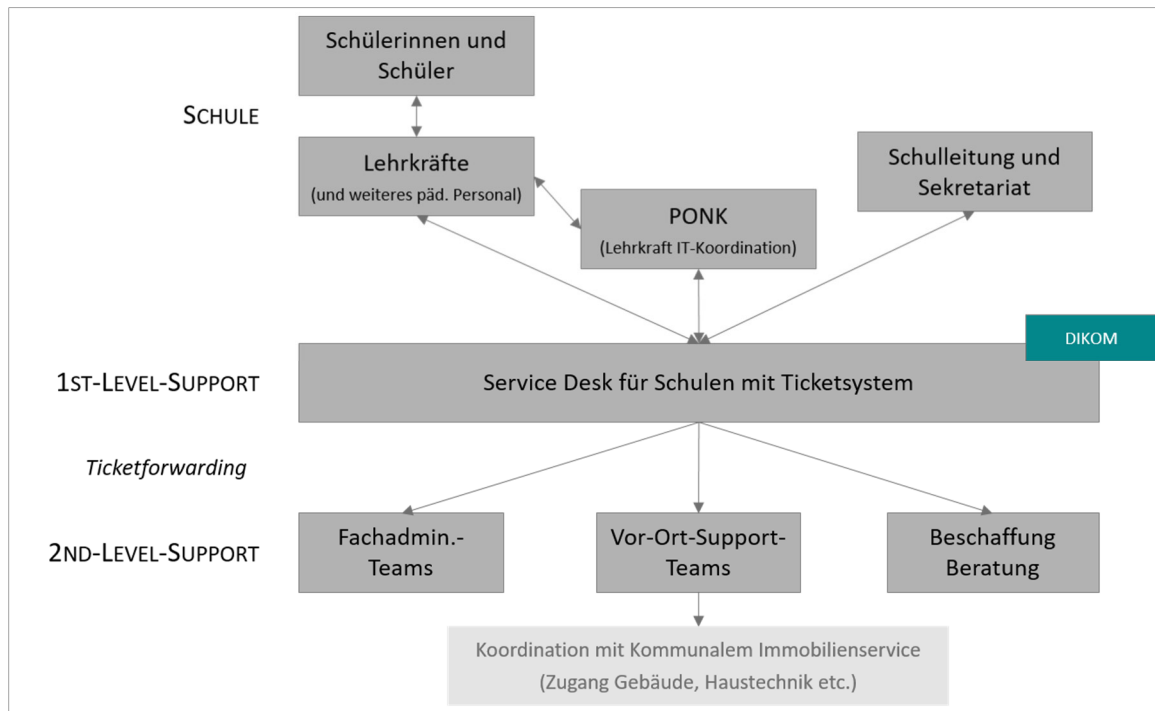 Schülerinnen und
Schüler
SCHULE
Lehrkräfte
(und weiteres päd. Personal)
Schulleitung und
Sekretariat
PONK
(Lehrkraft IT-Koordination)
DIKOM
1ST-LEVEL-SUPPORT
Service Desk für Schulen mit Ticketsystem
Ticketforwarding
2ND-LEVEL-SUPPORT
Fachadmin.-
Teams
Vor-Ort-Support-
Teams
Beschaffung
Beratung
Koordination mit Kommunalem Immobilienservice
(Zugang Gebäude, Haustechnik etc.)